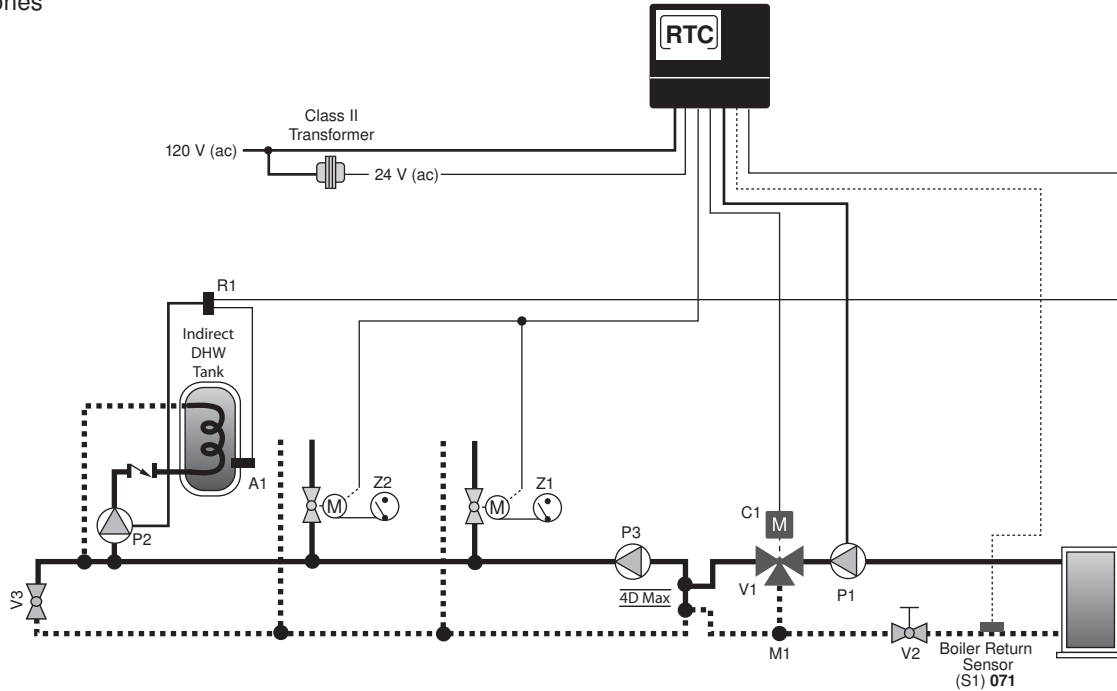 RTC
Class II
Transformer
120 V (ac)
24 V (ac)
R1
Indirect
DHW
Tank
A1
P2
Z2
M
Z1
M
C1
M
P3
V1
P1
V3
4D Max
M1
V2
Boiler Return
Sensor
(S1) 071